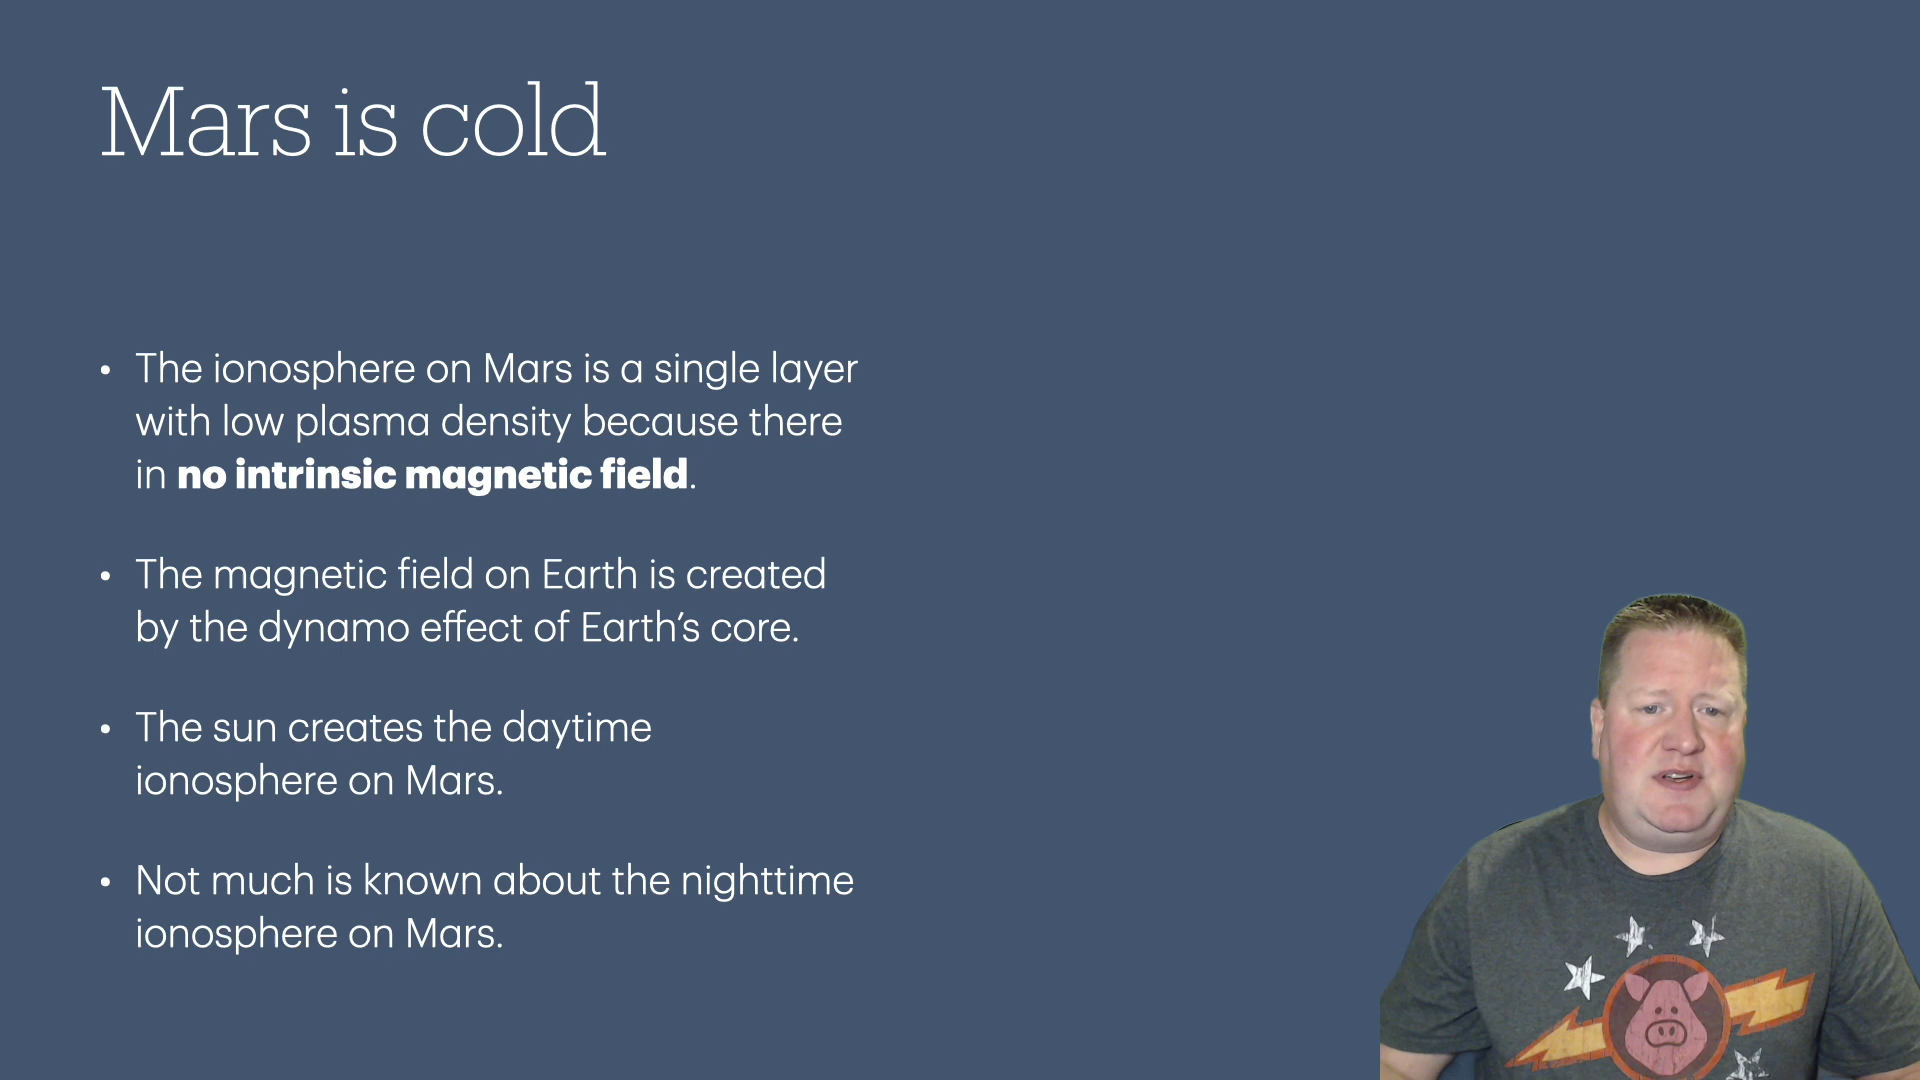 Mars is cold
• The ionosphere on Mars is a single layer
with low plasma density because there
in no intrinsic magnetic field.
• The magnetic field on Earth is created
by the dynamo effect of Earth’s core.
• The sun creates the daytime
ionosphere on Mars.
• Not much is known about the nighttime
ionosphere on Mars.